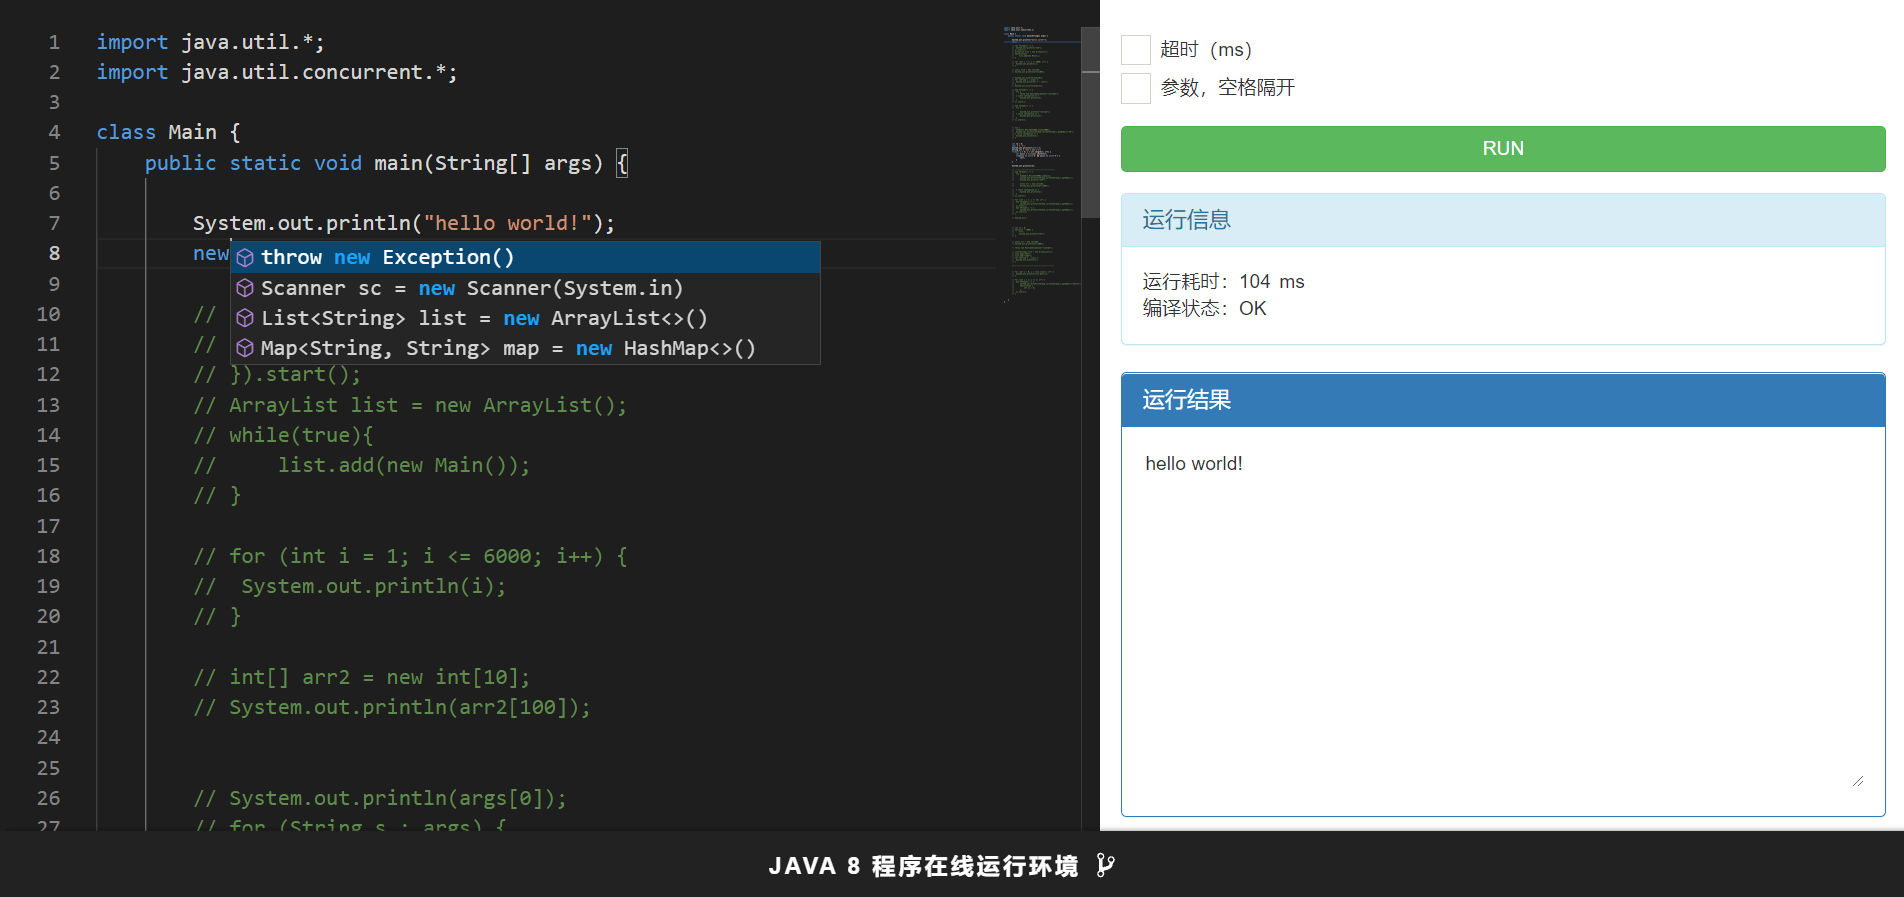 1 import java.util.*;
2 import java.util.concurrent.*;
3
4 class Main {
5 public static void main(String[] args) {
6
7 System.out.println("hello world!");
8 new
throw new Exception()
Scanner sc = new Scanner(System.in)
List<String> list = new ArrayList<>()
Map<String, String> map = new HashMap<>()
9
10 //
11 //
12 // }).start();
13 // ArrayList list = new ArrayList();
14 // while(true){
15 //     list.add(new Main());
16 // }
17
18 // for (int i = 1; i <= 6000; i++) {
19 //  System.out.println(i);
20 // }
21
22 // int[] arr2 = new int[10];
23 // System.out.println(arr2[100]);
24
25
26 // System.out.println(args[0]);
27 // for (String s : args) {
超时（ms）
参数，空格隔开
RUN
运行信息
运行耗时：104 ms
编译状态：OK
运行结果
hello world!
JAVA 8 程序在线运行环境